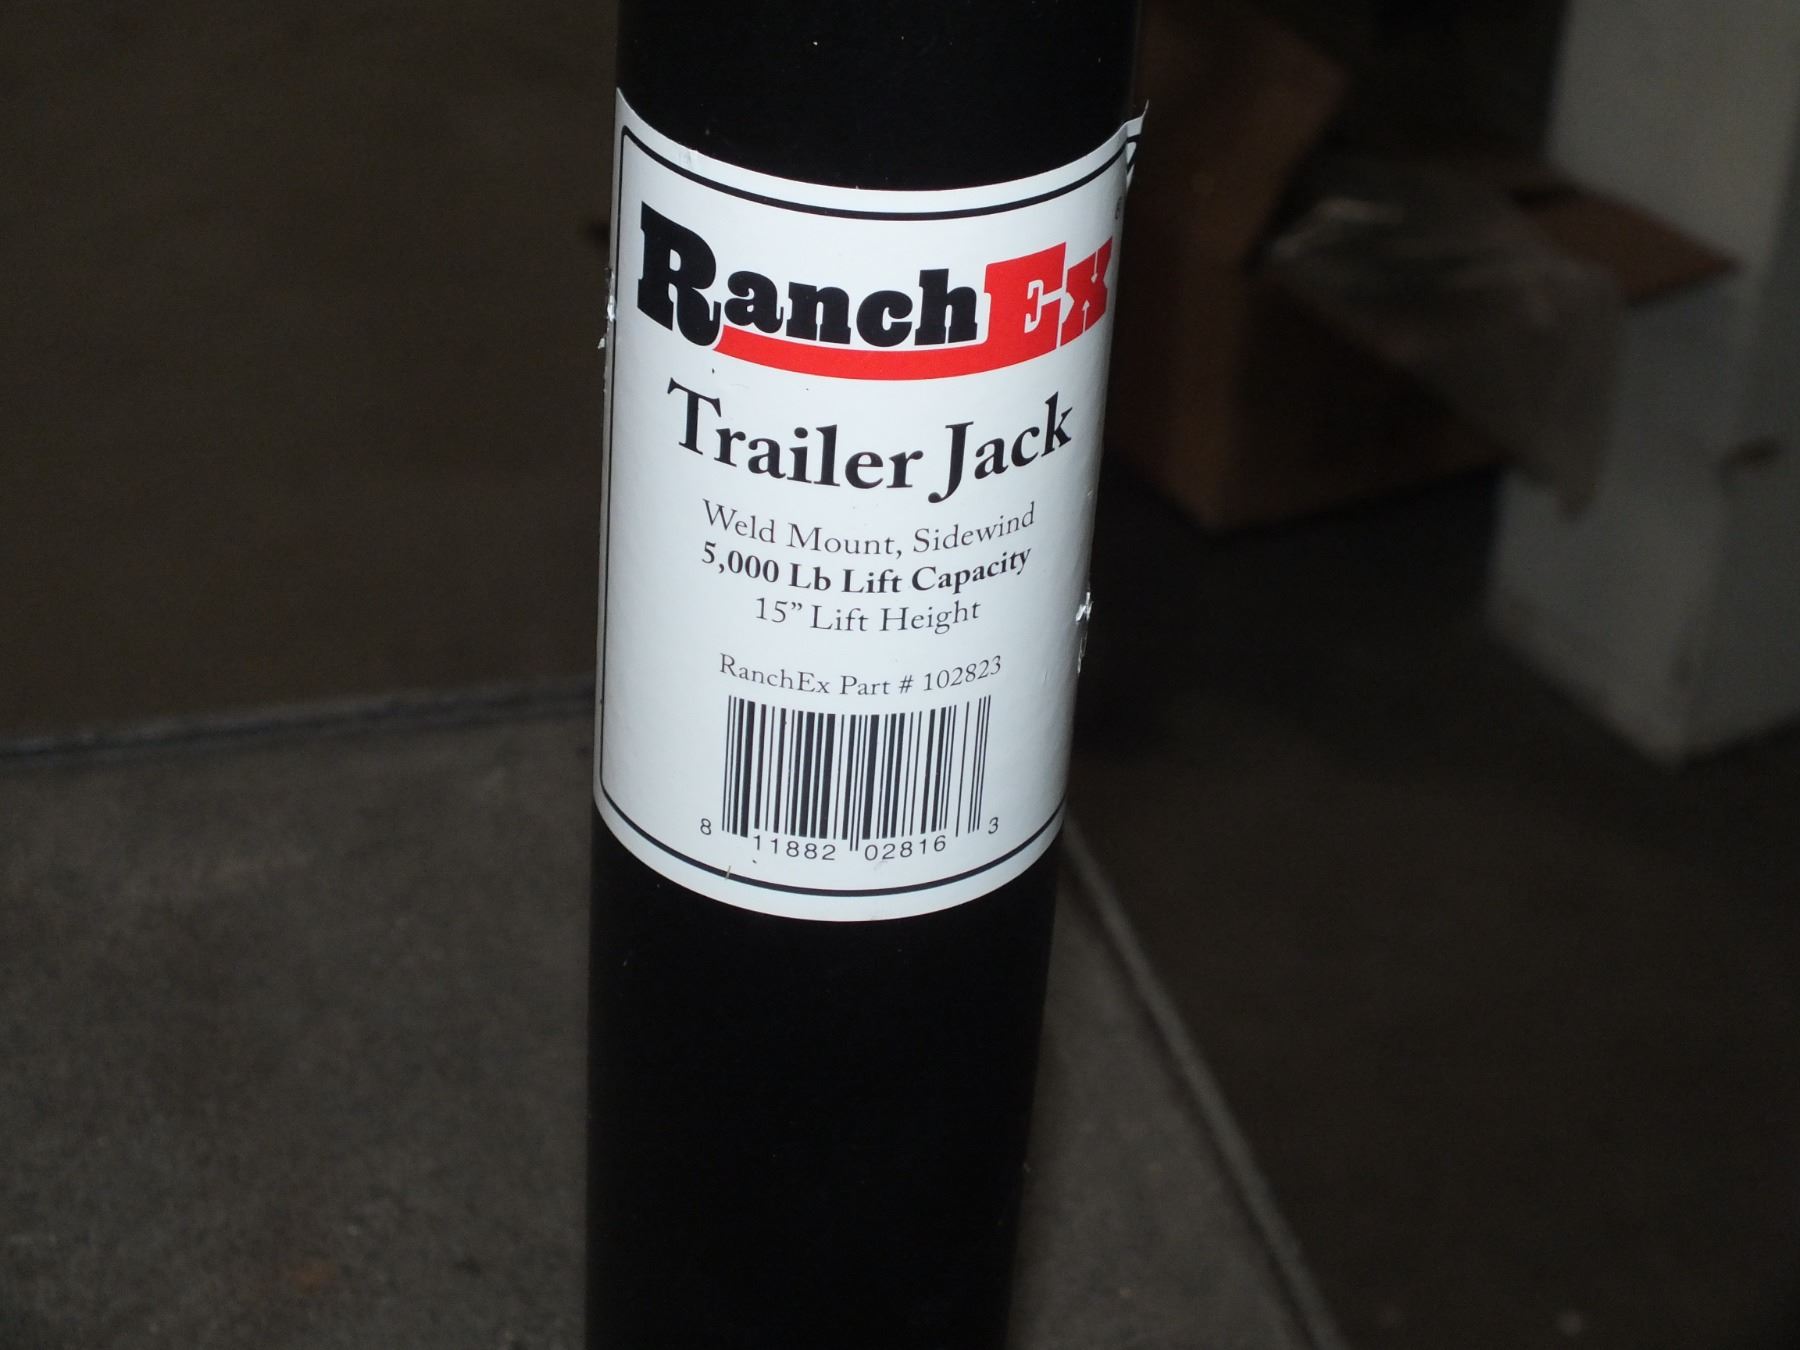 RanchEx
Trailer Jack
Weld Mount, Sidewind
5,000 Lb Lift Capacity
15” Lift Height
RanchEx Part # 102823
8 11882 02816 3